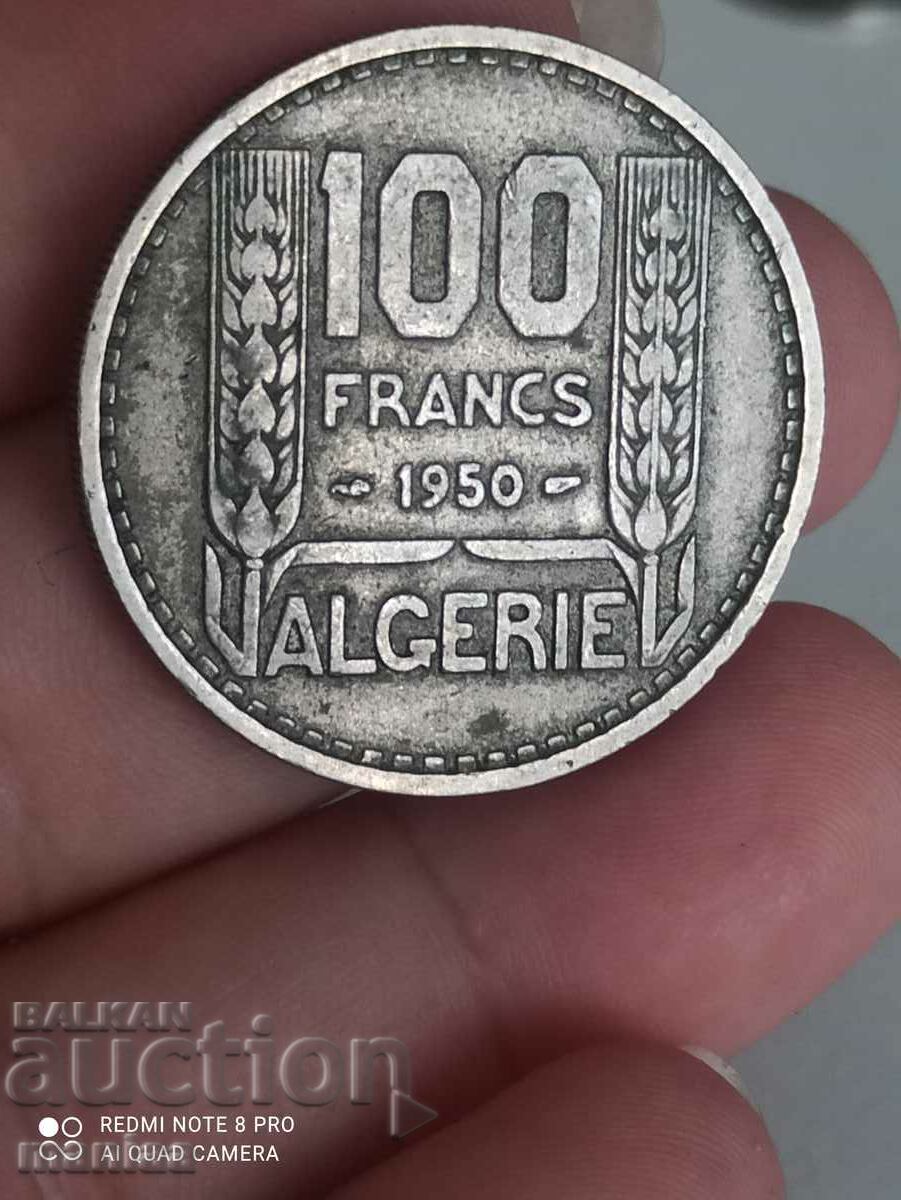 100
FRANCS
- 1950 -
ALGERIE
BALKAN
auction
REDMI NOTE 8 PRO
AI QUAD CAMERA